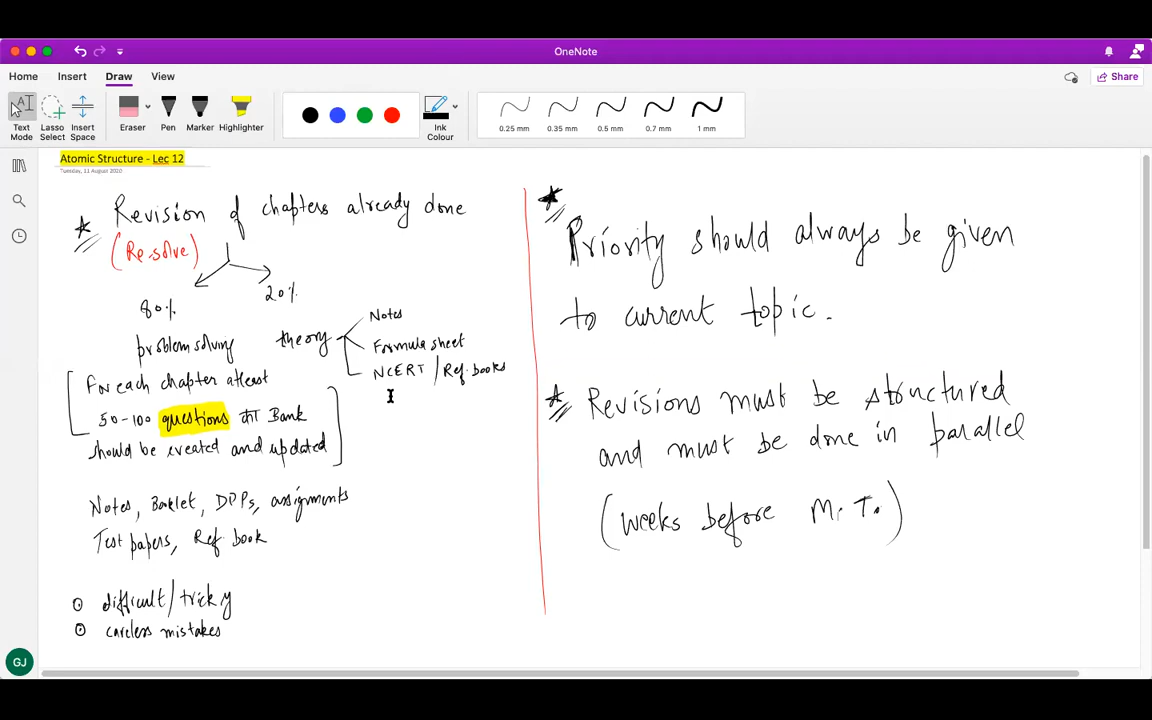 OneNote
Home Insert Draw View
Share
Text Mode
Lasso Select
Insert Space
Eraser
Pen
Marker
Highlighter
Ink Colour
0.25 mm
0.35 mm
0.5 mm
0.7 mm
1 mm
Atomic Structure - Lec 12
Tuesday, 11 August 2020
Revision of chapters already done
(Re-solve)
80%
20%
problem solving
theory
Notes
Formula sheet
NCERT / Ref. books
For each chapter atleast
50-100 questions Bank
should be created and updated
Notes, Booklet, DPPs, assignments
Test papers, Ref book
difficult/tricky
careless mistakes
Priority should always be given
to current topic.
Revisions must be structured
and must be done in parallel
(weeks before M.T.)
GJ